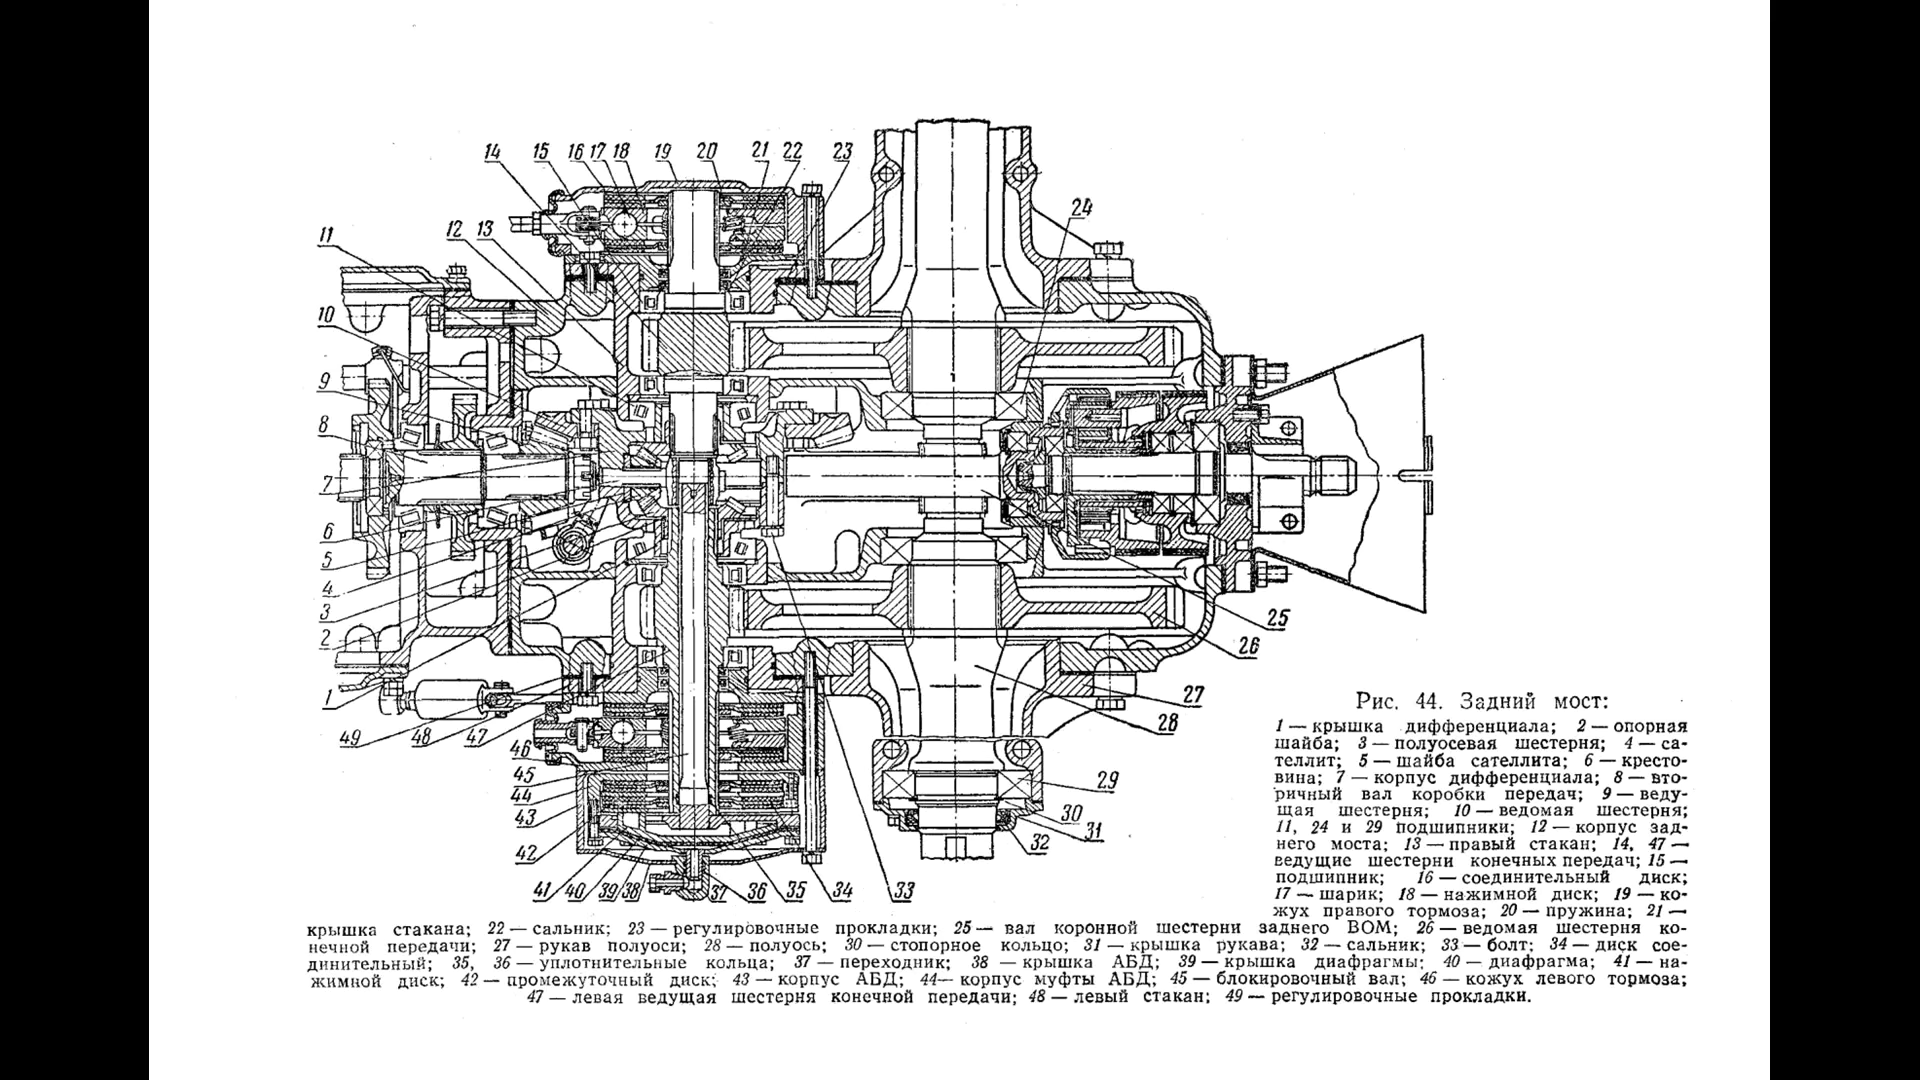 14 15 16 17 18 19 20 21 22 23
11 12 13
24
10
9
8
7
6
5
4
3
2
1
25
26
27
28
49 48 47
46
45
44
43
42
29
30
31
32
41 40 39 38 37 36 35 34 33
Рис. 44. Задний мост:
1 — крышка дифференциала; 2 — опорная
шайба; 3 — полуосевая шестерня; 4 — са-
теллит; 5 — шайба сателлита; 6 — кресто-
вина; 7 — корпус дифференциала; 8 — вто-
ричный вал коробки передач; 9 — веду-
щая шестерня; 10 — ведомая шестерня;
11, 24 и 29 подшипники; 12 — корпус зад-
него моста; 13 — правый стакан; 14, 47 —
ведущие шестерни конечных передач; 15 —
подшипник; 16 — соединительный диск;
17 — шарик; 18 — нажимной диск; 19 — ко-
жух правого тормоза; 20 — пружина; 21 —
крышка стакана; 22 — сальник; 23 — регулировочные прокладки; 25 — вал коронной шестерни заднего ВОМ; 26 — ведомая шестерня ко-
нечной передачи; 27 — рукав полуоси; 28 — полуось; 30 — стопорное кольцо; 31 — крышка рукава; 32 — сальник; 33 — болт; 34 — диск сое-
динительный; 35, 36 — уплотнительные кольца; 37 — переходник; 38 — крышка АБД; 39 — крышка диафрагмы; 40 — диафрагма; 41 — на-
жимной диск; 42 — промежуточный диск; 43 — корпус АБД; 44 — корпус муфты АБД; 45 — блокировочный вал; 46 — кожух левого тормоза;
47 — левая ведущая шестерня конечной передачи; 48 — левый стакан; 49 — регулировочные прокладки.